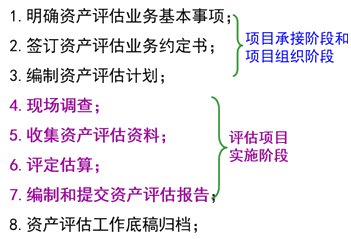 1. 明确资产评估业务基本事项；
2. 签订资产评估业务约定书；
3. 编制资产评估计划；
项目承接阶段和
项目组织阶段
4. 现场调查；
5. 收集资产评估资料；
6. 评定估算；
7. 编制和提交资产评估报告；
评估项目
实施阶段
8. 资产评估工作底稿归档；